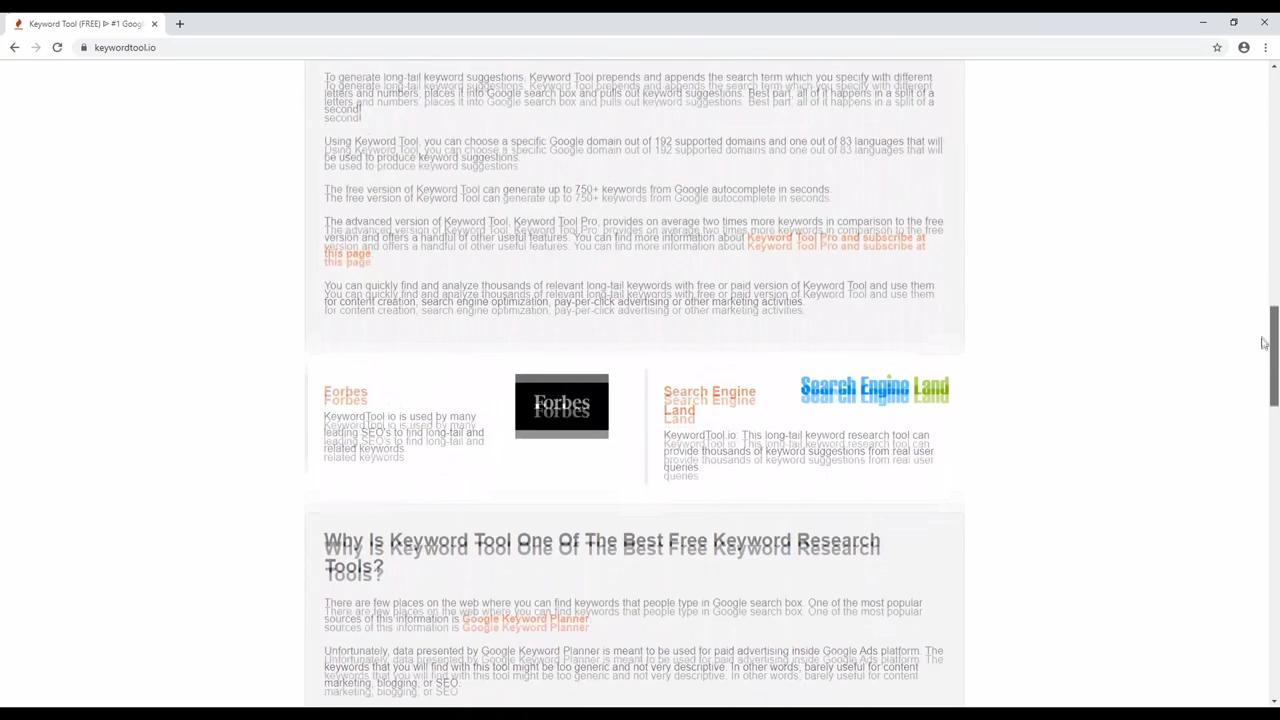 Keyword Tool (FREE) ᐈ #1 Googl
keywordtool.io
To generate long-tail keyword suggestions, Keyword Tool prepends and appends the search term which you specify with different
letters and numbers, places it into Google search box and pulls out keyword suggestions. Best part, all of it happens in a split of a
second!
Using Keyword Tool, you can choose a specific Google domain out of 192 supported domains and one out of 83 languages that will
be used to produce keyword suggestions.
The free version of Keyword Tool can generate up to 750+ keywords from Google autocomplete in seconds.
The advanced version of Keyword Tool, Keyword Tool Pro, provides on average two times more keywords in comparison to the free
version and offers a handful of other useful features. You can find more information about Keyword Tool Pro and subscribe at
this page.
You can quickly find and analyze thousands of relevant long-tail keywords with free or paid version of Keyword Tool and use them
for content creation, search engine optimization, pay-per-click advertising or other marketing activities.
Forbes
Forbes
KeywordTool.io is used by many
leading SEO's to find long-tail and
related keywords.
Search Engine
Land
Search Engine Land
KeywordTool.io: This long-tail keyword research tool can
provide thousands of keyword suggestions from real user
queries
Why Is Keyword Tool One Of The Best Free Keyword Research
Tools?
There are few places on the web where you can find keywords that people type in Google search box. One of the most popular
sources of this information is Google Keyword Planner.
Unfortunately, data presented by Google Keyword Planner is meant to be used for paid advertising inside Google Ads platform. The
keywords that you will find with this tool might be too generic and not very descriptive. In other words, barely useful for content
marketing, blogging, or SEO.